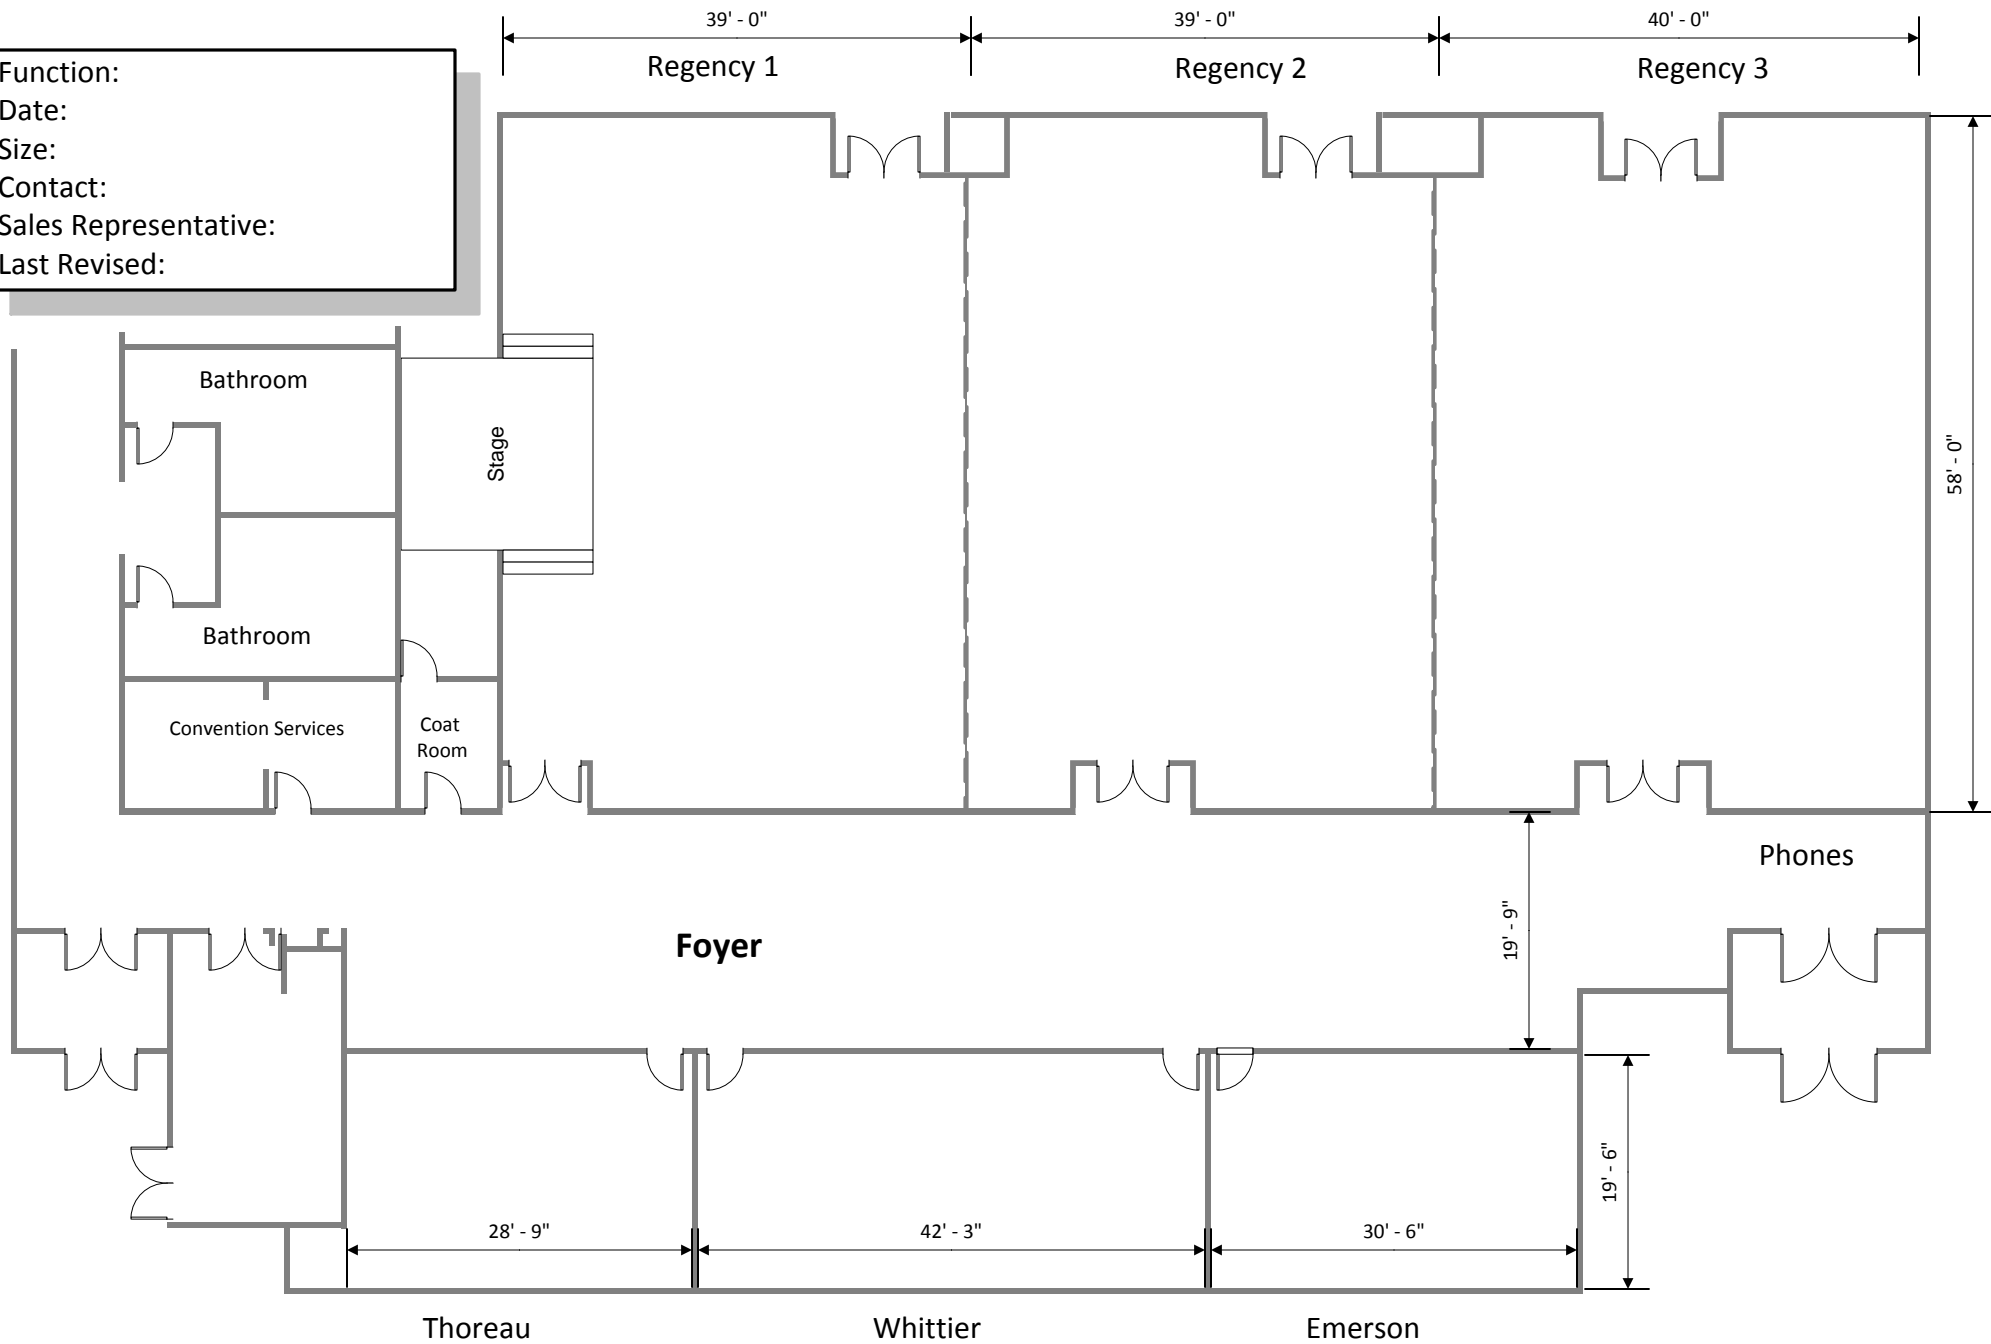 39' - 0"
39' - 0"
40' - 0"
Regency 1
Regency 2
Regency 3
Function:
Date:
Size:
Contact:
Sales Representative:
Last Revised:
Bathroom
Stage
58' - 0"
Bathroom
Convention Services
Coat
Room
Phones
Foyer
19' - 9"
19' - 6"
28' - 9"
42' - 3"
30' - 6"
Thoreau
Whittier
Emerson